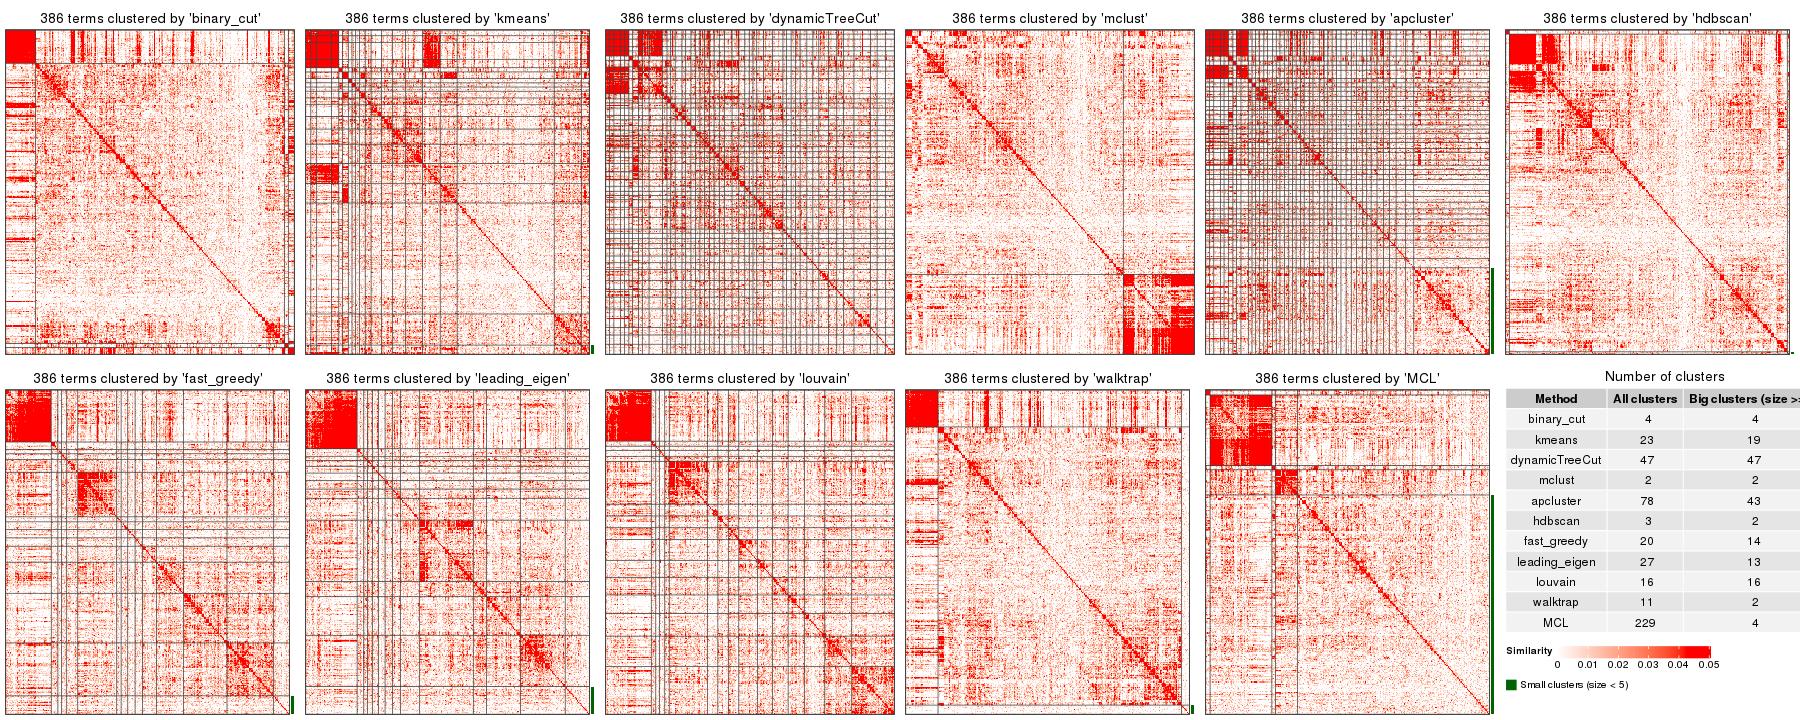 386 terms clustered by 'binary_cut'
386 terms clustered by 'kmeans'
386 terms clustered by 'dynamicTreeCut'
386 terms clustered by 'mclust'
386 terms clustered by 'apcluster'
386 terms clustered by 'hdbscan'
386 terms clustered by 'fast_greedy'
386 terms clustered by 'leading_eigen'
386 terms clustered by 'louvain'
386 terms clustered by 'walktrap'
386 terms clustered by 'MCL'
Number of clusters
Method All clusters Big clusters (size >
binary_cut 4 4
kmeans 23 19
dynamicTreeCut 47 47
mclust 2 2
apcluster 78 43
hdbscan 3 2
fast_greedy 20 14
leading_eigen 27 13
louvain 16 16
walktrap 11 2
MCL 229 4
Similarity
0 0.01 0.02 0.03 0.04 0.05
Small clusters (size < 5)